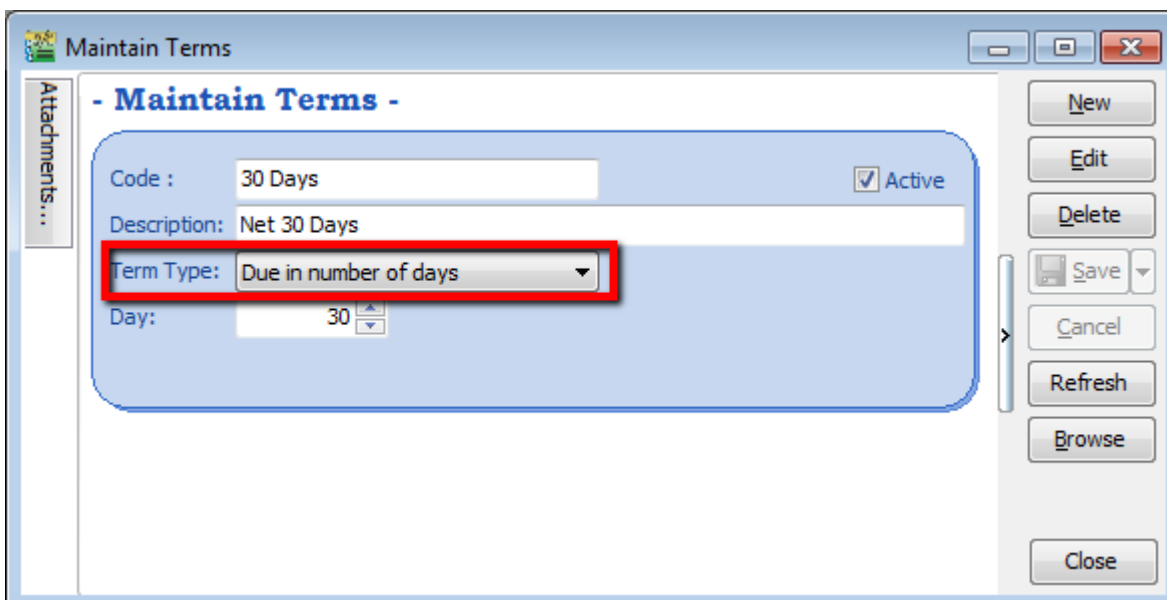 Maintain Terms
Attachments...
- Maintain Terms -
Code : 30 Days Active
Description: Net 30 Days
Term Type: Due in number of days
Day: 30
New
Edit
Delete
Save
Cancel
Refresh
Browse
Close